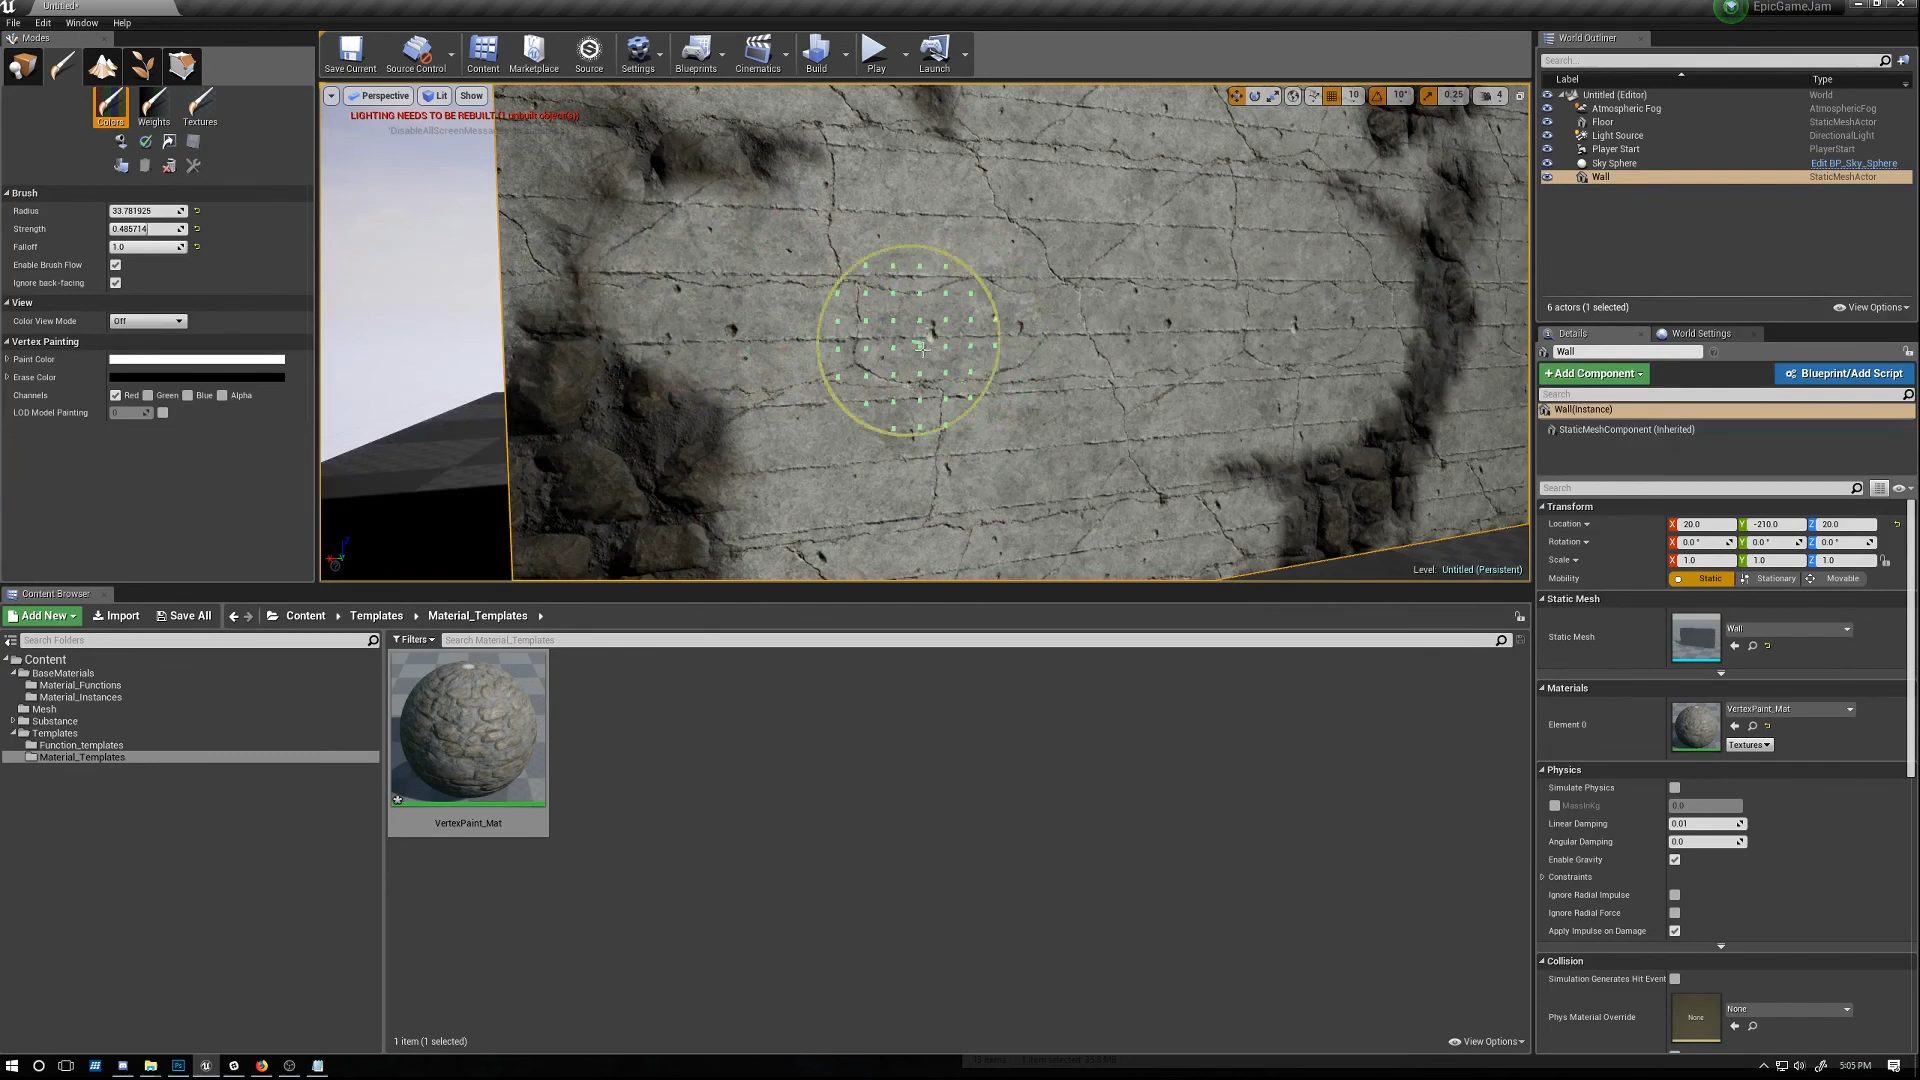 Untitled*
EpicGameJam
File Edit Window Help
Modes
Colors Weights Textures
Brush
Radius 33.781925
Strength 0.485714
Falloff 1.0
Enable Brush Flow
Ignore back-facing
View
Color View Mode Off
Vertex Painting
Paint Color
Erase Color
Channels Red Green Blue Alpha
LOD Model Painting 0
Save Current Source Control Content Marketplace Source Settings Blueprints Cinematics Build Play Launch
Perspective Lit Show
10 10° 0.25 4
LIGHTING NEEDS TO BE REBUILT (1 unbuilt object(s))
Level: Untitled (Persistent)
World Outliner
Search...
Label Type
Untitled (Editor) World
Atmospheric Fog AtmosphericFog
Floor StaticMeshActor
Light Source DirectionalLight
Player Start PlayerStart
Sky Sphere Edit BP_Sky_Sphere
Wall StaticMeshActor
6 actors (1 selected) View Options
Details World Settings
Wall
+Add Component Blueprint/Add Script
Search
Wall(Instance)
StaticMeshComponent (Inherited)
Search
Transform
Location X 20.0 Y -210.0 Z 20.0
Rotation X 0.0° Y 0.0° Z 0.0°
Scale X 1.0 Y 1.0 Z 1.0
Mobility Static Stationary Movable
Static Mesh
Static Mesh Wall
Materials
Element 0 VertexPaint_Mat
Textures
Physics
Simulate Physics
MassInKg 0.0
Linear Damping 0.01
Angular Damping 0.0
Enable Gravity
Constraints
Ignore Radial Impulse
Ignore Radial Force
Apply Impulse on Damage
Collision
Simulation Generates Hit Event
Phys Material Override None None
Content Browser
Add New Import Save All Content Templates Material_Templates
Search Folders
Filters Search Material_Templates
Content
BaseMaterials
Material_Functions
Material_Instances
Mesh
Substance
Templates
Function_templates
Material_Templates
VertexPaint_Mat
1 item (1 selected) View Options
5:05 PM